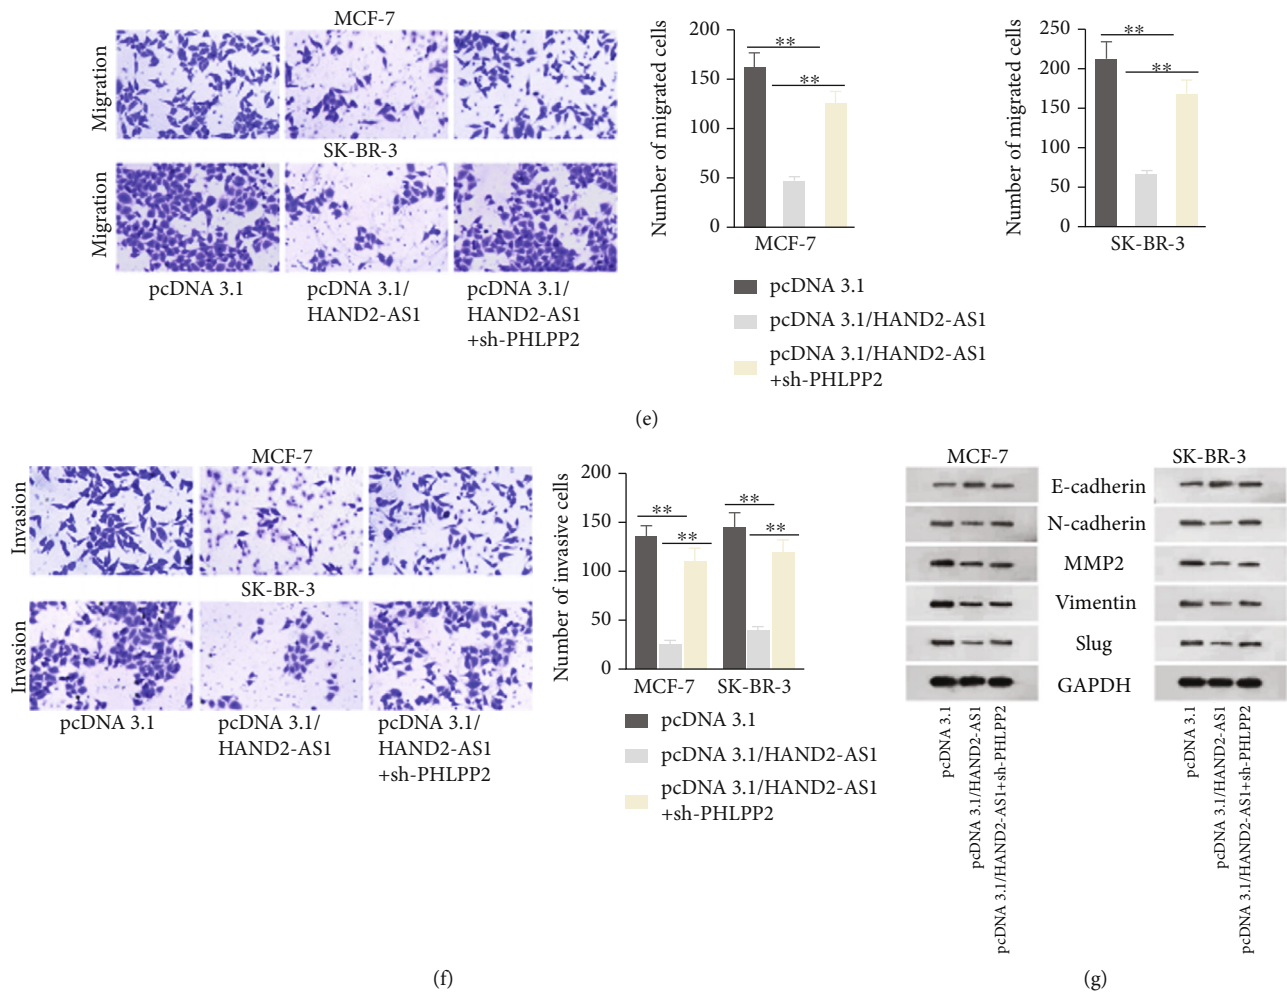 MCF-7
Migration
SK-BR-3
Migration
pcDNA 3.1
pcDNA 3.1/
HAND2-AS1
pcDNA 3.1/
HAND2-AS1
+sh-PHLPP2
Number of migrated cells
200
150
100
50
0
**
**
MCF-7
Number of migrated cells
250
200
150
100
50
0
**
**
SK-BR-3
pcDNA 3.1
pcDNA 3.1/HAND2-AS1
pcDNA 3.1/HAND2-AS1
+sh-PHLPP2
(e)
MCF-7
Invasion
SK-BR-3
Invasion
pcDNA 3.1
pcDNA 3.1/
HAND2-AS1
pcDNA 3.1/
HAND2-AS1
+sh-PHLPP2
Number of invasive cells
200
150
100
50
0
**
**
**
**
MCF-7
SK-BR-3
pcDNA 3.1
pcDNA 3.1/HAND2-AS1
pcDNA 3.1/HAND2-AS1
+sh-PHLPP2
(f)
MCF-7
SK-BR-3
E-cadherin
N-cadherin
MMP2
Vimentin
Slug
GAPDH
pcDNA 3.1
pcDNA 3.1/HAND2-AS1
pcDNA 3.1/HAND2-AS1+sh-PHLPP2
pcDNA 3.1
pcDNA 3.1/HAND2-AS1
pcDNA 3.1/HAND2-AS1+sh-PHLPP2
(g)